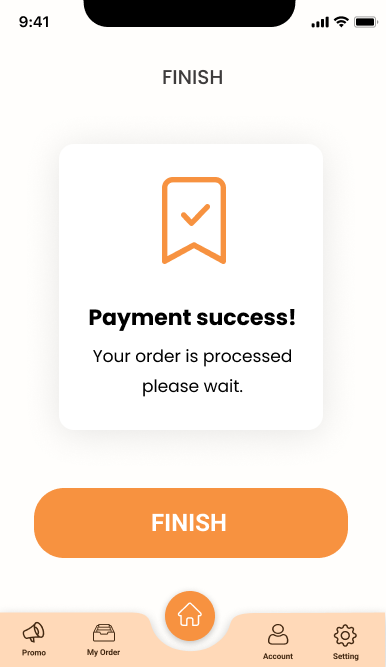 9:41
FINISH
Payment success!
Your order is processed
please wait.
FINISH
Promo
My Order
Account
Setting